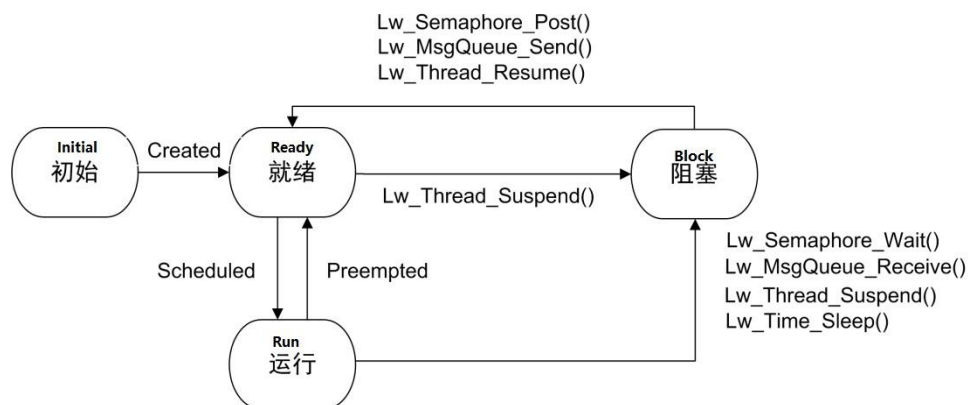 Lw_Semaphore_Post()
Lw_MsgQueue_Send()
Lw_Thread_Resume()
Initial
初始
Created
Ready
就绪
Lw_Thread_Suspend()
Block
阻塞
Scheduled
Preempted
Lw_Semaphore_Wait()
Lw_MsgQueue_Receive()
Lw_Thread_Suspend()
Lw_Time_Sleep()
Run
运行